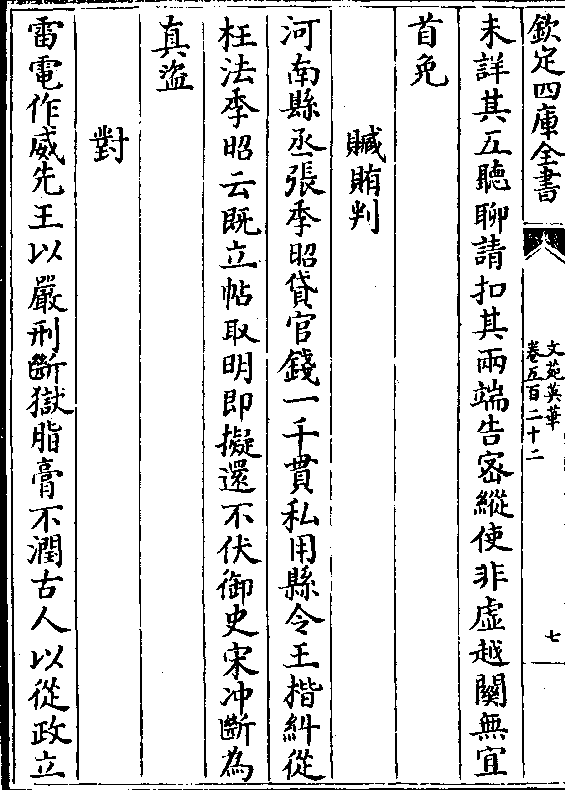 欽定四庫全書
文苑英華
卷五百二十二
七
未詳其五聽聊請扣其兩端告宻縱使非虚越關無宜
首免
贓賄判
河南縣丞張季昭貸官錢一千貫私用縣令王楷糾從
枉法季昭云既立帖取明即擬還不伏御史宋冲斷為
真盗
對
雷電作威先王以嚴刑斷獄脂膏不潤古人以從政立